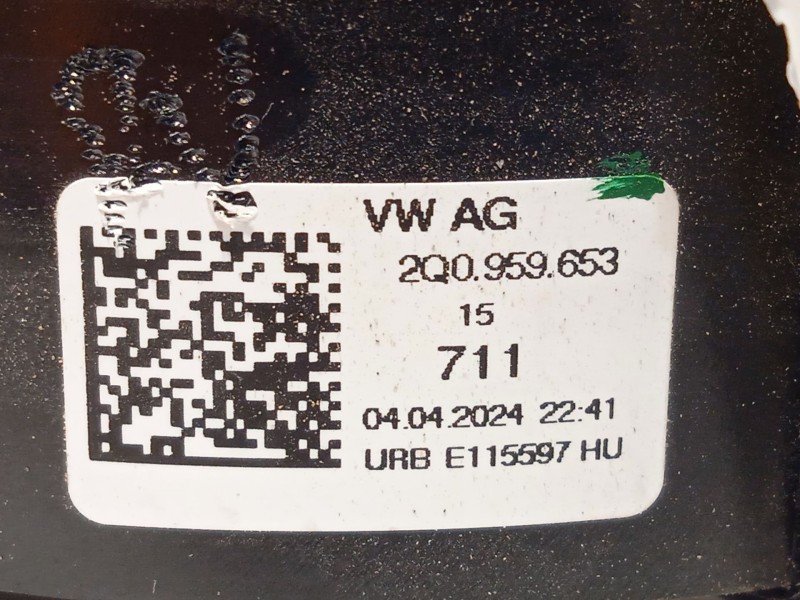 VW AG
2Q0.959.653
15
711
04.04.2024 22:41
URB E115597 HU